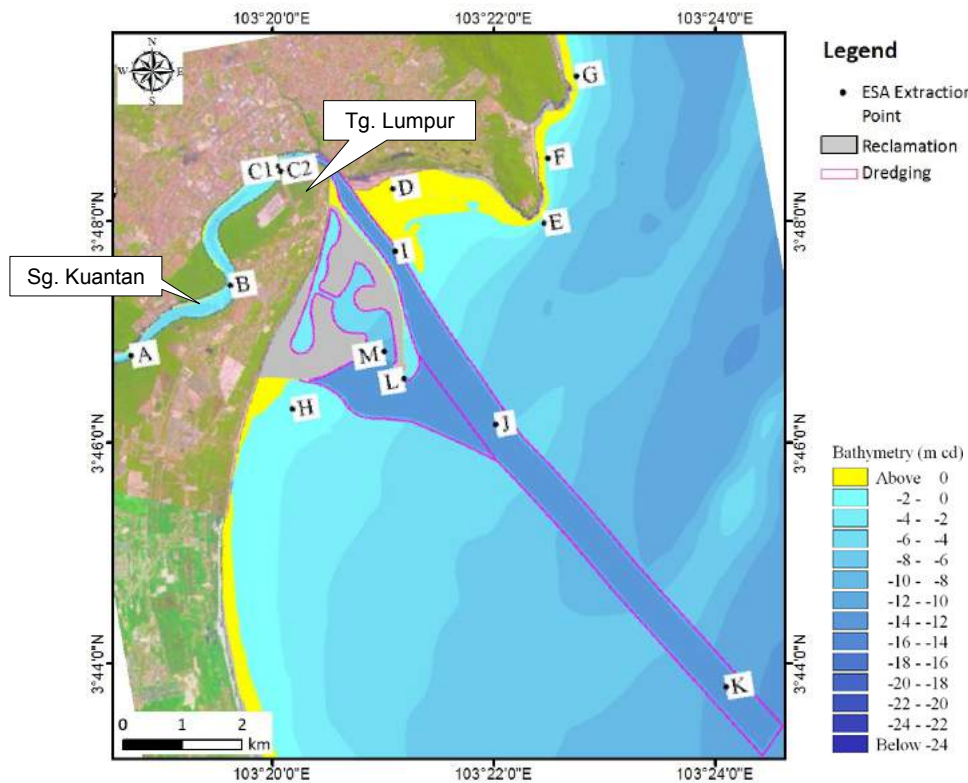 103°20'0"E 103°22'0"E 103°24'0"E
N
W E
S
Tg. Lumpur
Sg. Kuantan
C1 C2
G
F
D
E
I
B
A
M
L
H
J
K
3°48'0"N
3°46'0"N
3°44'0"N
3°48'0"N
3°46'0"N
3°44'0"N
0 1 2
km
103°20'0"E 103°22'0"E 103°24'0"E
Legend
ESA Extraction
Point
Reclamation
Dredging
Bathymetry (m cd)
Above 0
-2 - 0
-4 - -2
-6 - -4
-8 - -6
-10 - -8
-12 - -10
-14 - -12
-16 - -14
-18 - -16
-20 - -18
-22 - -20
-24 - -22
Below -24